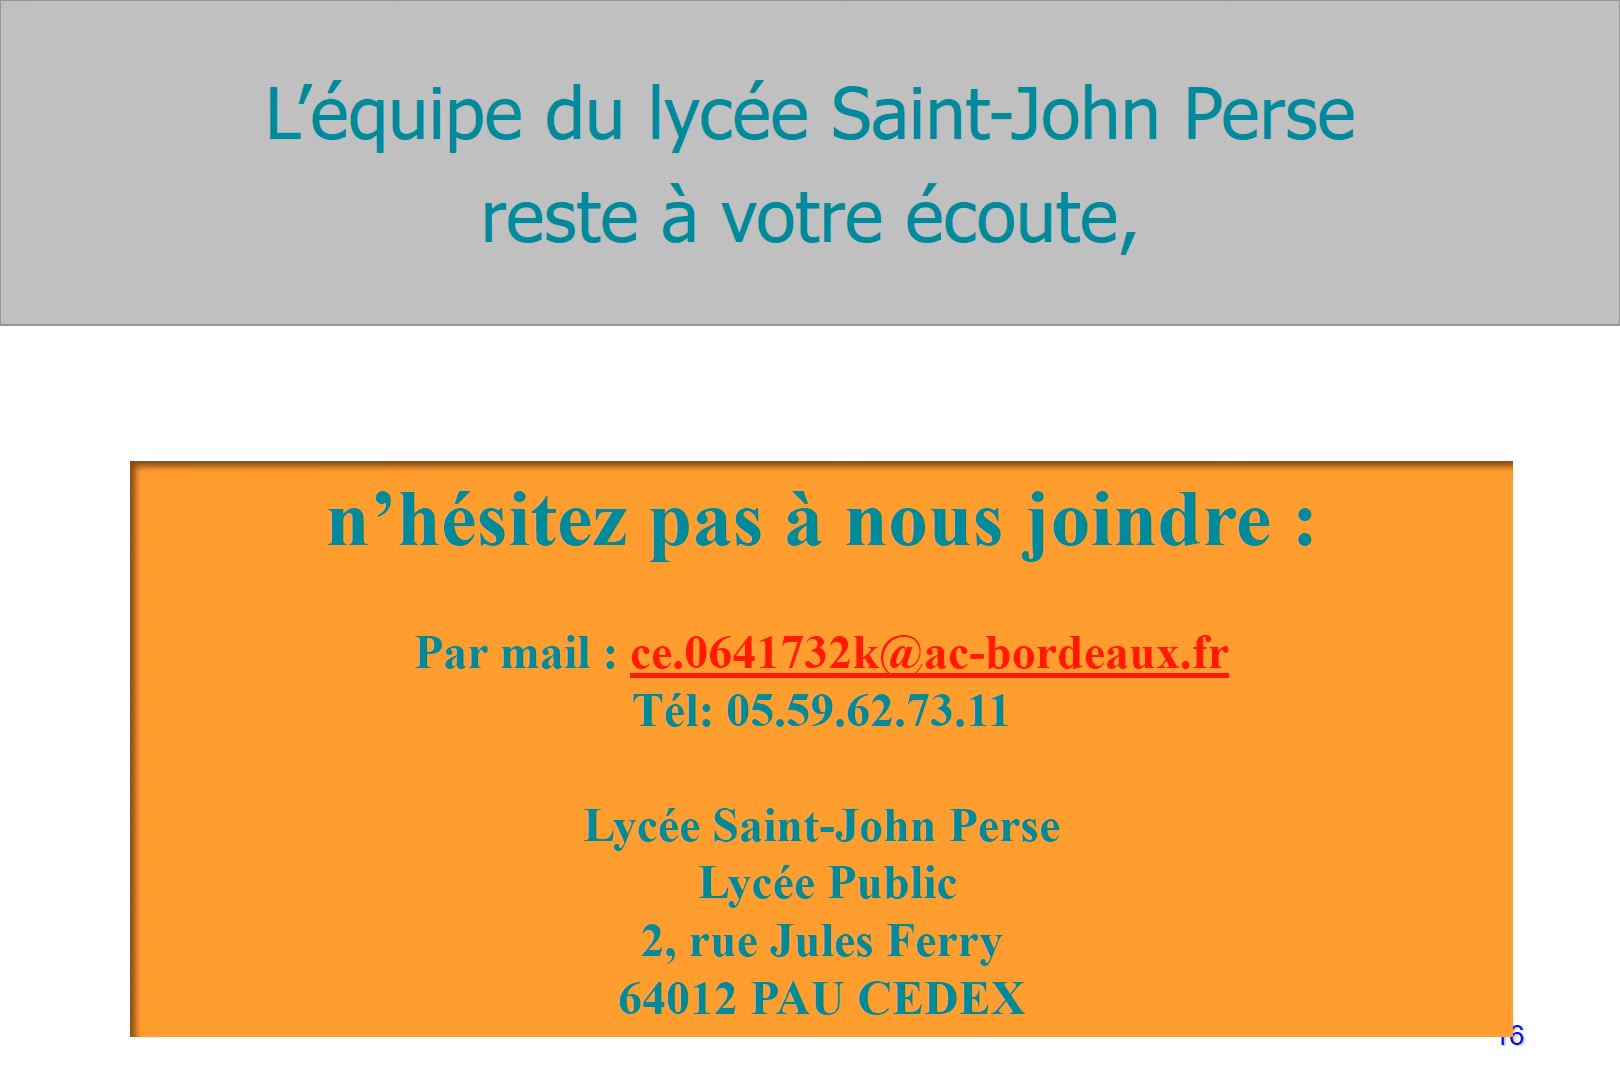 L’équipe du lycée Saint-John Perse
reste à votre écoute,
n’hésitez pas à nous joindre :
Par mail : ce.0641732k@ac-bordeaux.fr
Tél: 05.59.62.73.11
Lycée Saint-John Perse
Lycée Public
2, rue Jules Ferry
64012 PAU CEDEX
16